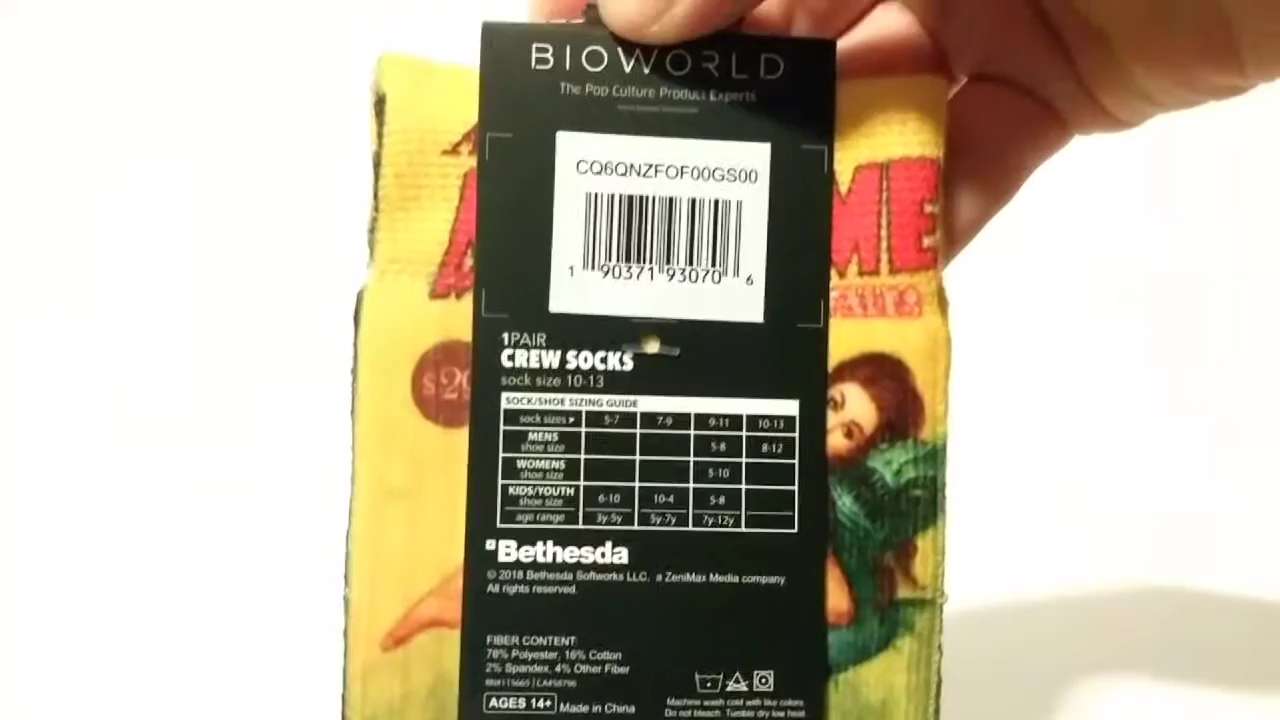 BIOWORLD
The Pop Culture Product Experts
CQ6QNZFOF00GS00
1 90371 93070 6
ME
$ 29
1PAIR
CREW SOCKS
sock size 10-13
SOCK/SHOE SIZING GUIDE
sock sizes 5-7 7-9 9-11 10-13
MENS shoe size 5-8 8-12
WOMENS shoe size 5-10
KIDS/YOUTH shoe size 6-10 10-4 5-8
age range 3y-5y 5y-7y 7y-12y
Bethesda
© 2018 Bethesda Softworks LLC, a ZeniMax Media company
All rights reserved.
FIBER CONTENT:
78% Polyester, 16% Cotton
2% Spandex, 4% Other Fiber
AGES 14+ Made in China
Machine wash cold with like colors
Do not bleach. Tumble dry low heat